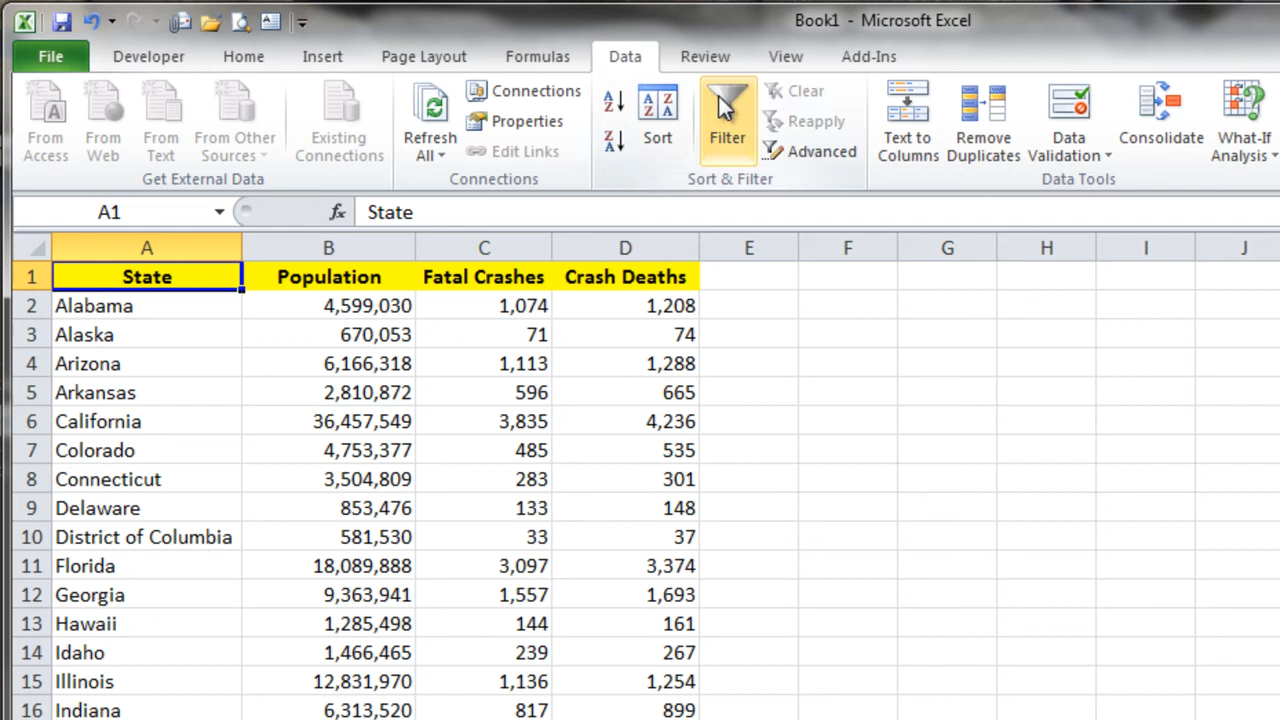 Book1 - Microsoft Excel
File Developer Home Insert Page Layout Formulas Data Review View Add-Ins
From Access
From Web
From Text
From Other Sources
Existing Connections
Get External Data
Refresh All
Connections
Properties
Edit Links
Connections
Sort
Filter
Clear
Reapply
Advanced
Sort & Filter
Text to Columns
Remove Duplicates
Data Validation
Consolidate
What-If Analysis
Data Tools
A1 fx State
A B C D E F G H I J
1 State Population Fatal Crashes Crash Deaths
2 Alabama 4,599,030 1,074 1,208
3 Alaska 670,053 71 74
4 Arizona 6,166,318 1,113 1,288
5 Arkansas 2,810,872 596 665
6 California 36,457,549 3,835 4,236
7 Colorado 4,753,377 485 535
8 Connecticut 3,504,809 283 301
9 Delaware 853,476 133 148
10 District of Columbia 581,530 33 37
11 Florida 18,089,888 3,097 3,374
12 Georgia 9,363,941 1,557 1,693
13 Hawaii 1,285,498 144 161
14 Idaho 1,466,465 239 267
15 Illinois 12,831,970 1,136 1,254
16 Indiana 6,313,520 817 899